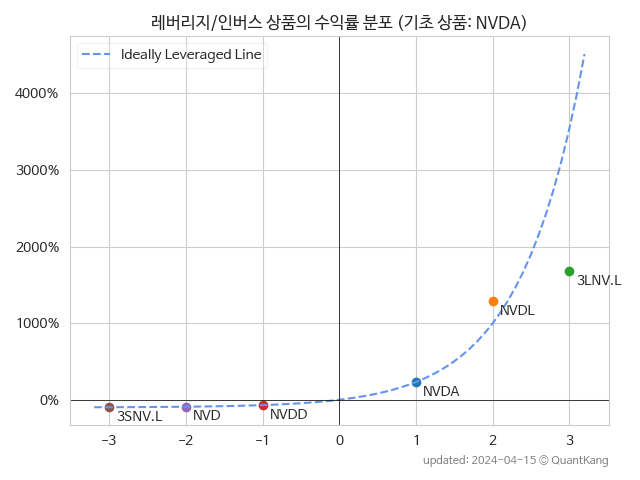 레버리지/인버스 상품의 수익률 분포 (기초 상품: NVDA)
Ideally Leveraged Line
4000%
3000%
2000%
1000%
0%
3LNV.L
NVDL
NVDA
3SNV.L
NVD
NVDD
−3
−2
−1
0
1
2
3
updated: 2024-04-15 © QuantKang